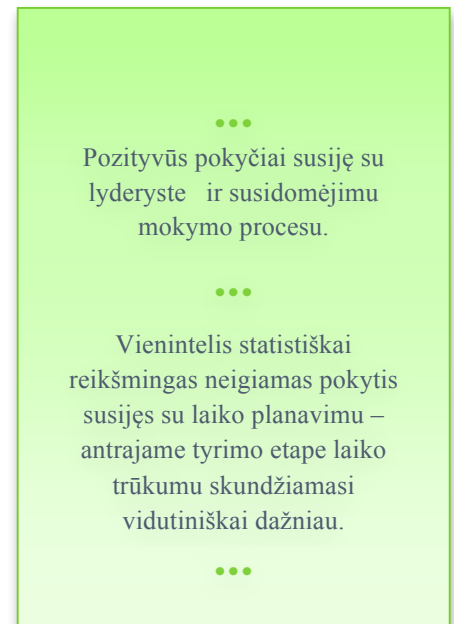 •••
Pozityvūs pokyčiai susiję su
lyderyste ir susidomėjimu
mokymo procesu.
•••
Vienintelis statistiškai
reikšmingas neigiamas pokytis
susijęs su laiko planavimu –
antrajame tyrimo etape laiko
trūkumu skundžiamasi
vidutiniškai dažniau.
•••